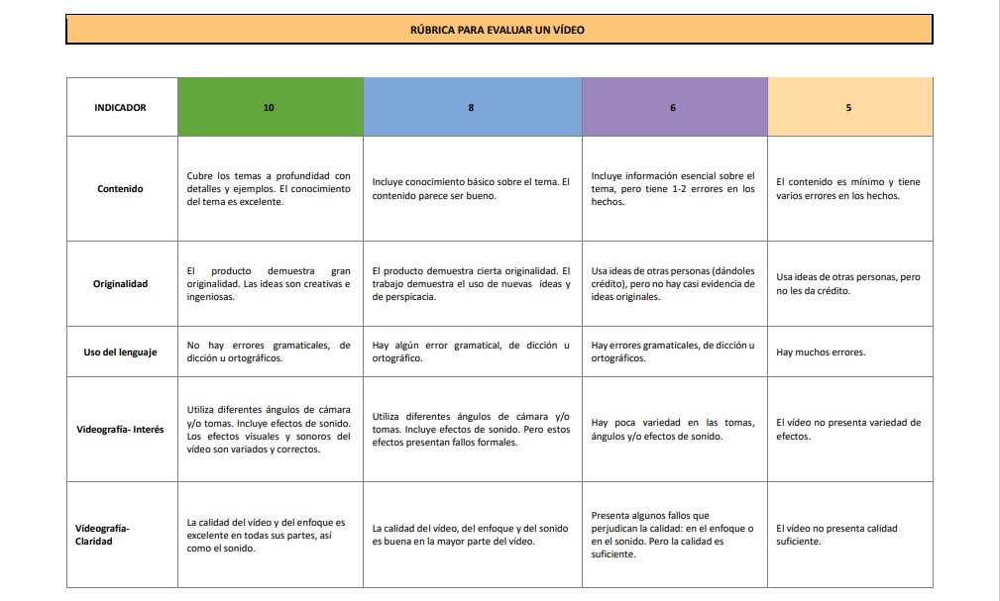 RÚBRICA PARA EVALUAR UN VÍDEO
INDICADOR
10
8
6
5
Contenido
Cubre los temas a profundidad con
detalles y ejemplos. El conocimiento
del tema es excelente.
Incluye conocimiento básico sobre el tema. El
contenido parece ser bueno.
Incluye información esencial sobre el
tema, pero tiene 1-2 errores en los
hechos.
El contenido es mínimo y tiene
varios errores en los hechos.
Originalidad
El producto demuestra gran
originalidad. Las ideas son creativas e
ingeniosas.
El producto demuestra cierta originalidad. El
trabajo demuestra el uso de nuevas ideas y
de perspicacia.
Usa ideas de otras personas (dándoles
crédito), pero no hay casi evidencia de
ideas originales.
Usa ideas de otras personas, pero
no les da crédito.
Uso del lenguaje
No hay errores gramaticales, de
dicción u ortográficos.
Hay algún error gramatical, de dicción u
ortográfico.
Hay errores gramaticales, de dicción u
ortográficos.
Hay muchos errores.
Videografía- Interés
Utiliza diferentes ángulos de cámara
y/o tomas. Incluye efectos de sonido.
Los efectos visuales y sonoros del
vídeo son variados y correctos.
Utiliza diferentes ángulos de cámara y/o
tomas. Incluye efectos de sonido. Pero estos
efectos presentan fallos formales.
Hay poca variedad en las tomas,
ángulos y/o efectos de sonido.
El vídeo no presenta variedad de
efectos.
Vídeografía-
Claridad
La calidad del vídeo y del enfoque es
excelente en todas sus partes, así
como el sonido.
La calidad del vídeo, del enfoque y del sonido
es buena en la mayor parte del vídeo.
Presenta algunos fallos que
perjudican la calidad: en el enfoque o
en el sonido. Pero la calidad es
suficiente.
El vídeo no presenta calidad
suficiente.